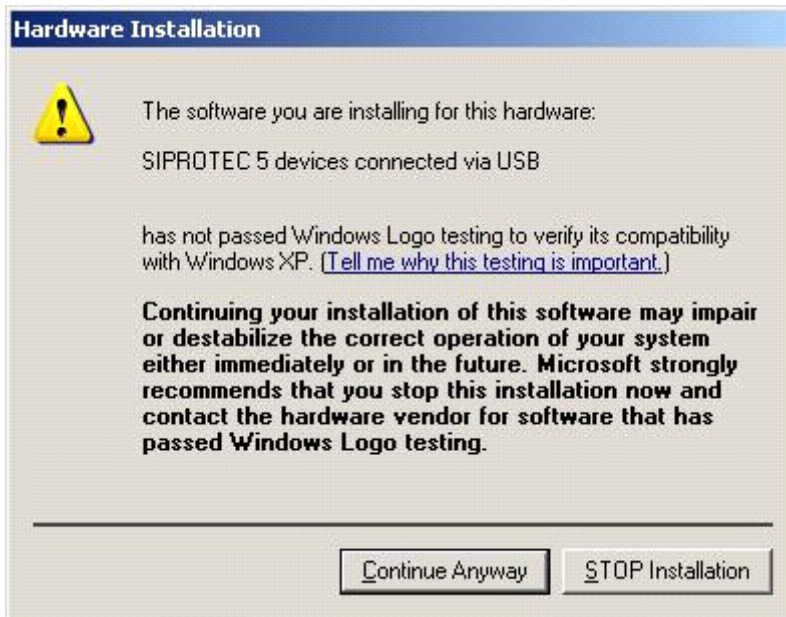 Hardware Installation
The software you are installing for this hardware:
SIPROTEC 5 devices connected via USB
has not passed Windows Logo testing to verify its compatibility
with Windows XP. (Tell me why this testing is important.)
Continuing your installation of this software may impair
or destabilize the correct operation of your system
either immediately or in the future. Microsoft strongly
recommends that you stop this installation now and
contact the hardware vendor for software that has
passed Windows Logo testing.
Continue Anyway
STOP Installation